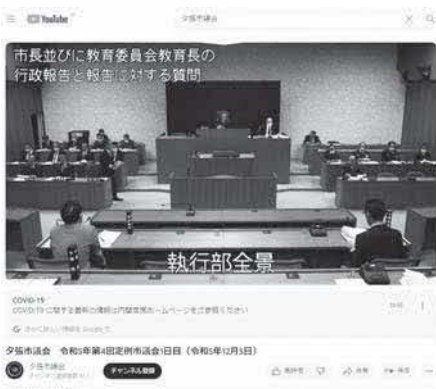 YouTube
夕張市議会
市長並びに教育委員会教育長の
行政報告と報告に対する質問
執行部全景
COVID-19
夕張市議会 令和5年第4回定例市議会1日目（令和5年12月5日）
夕張市議会
チャンネル登録
共有